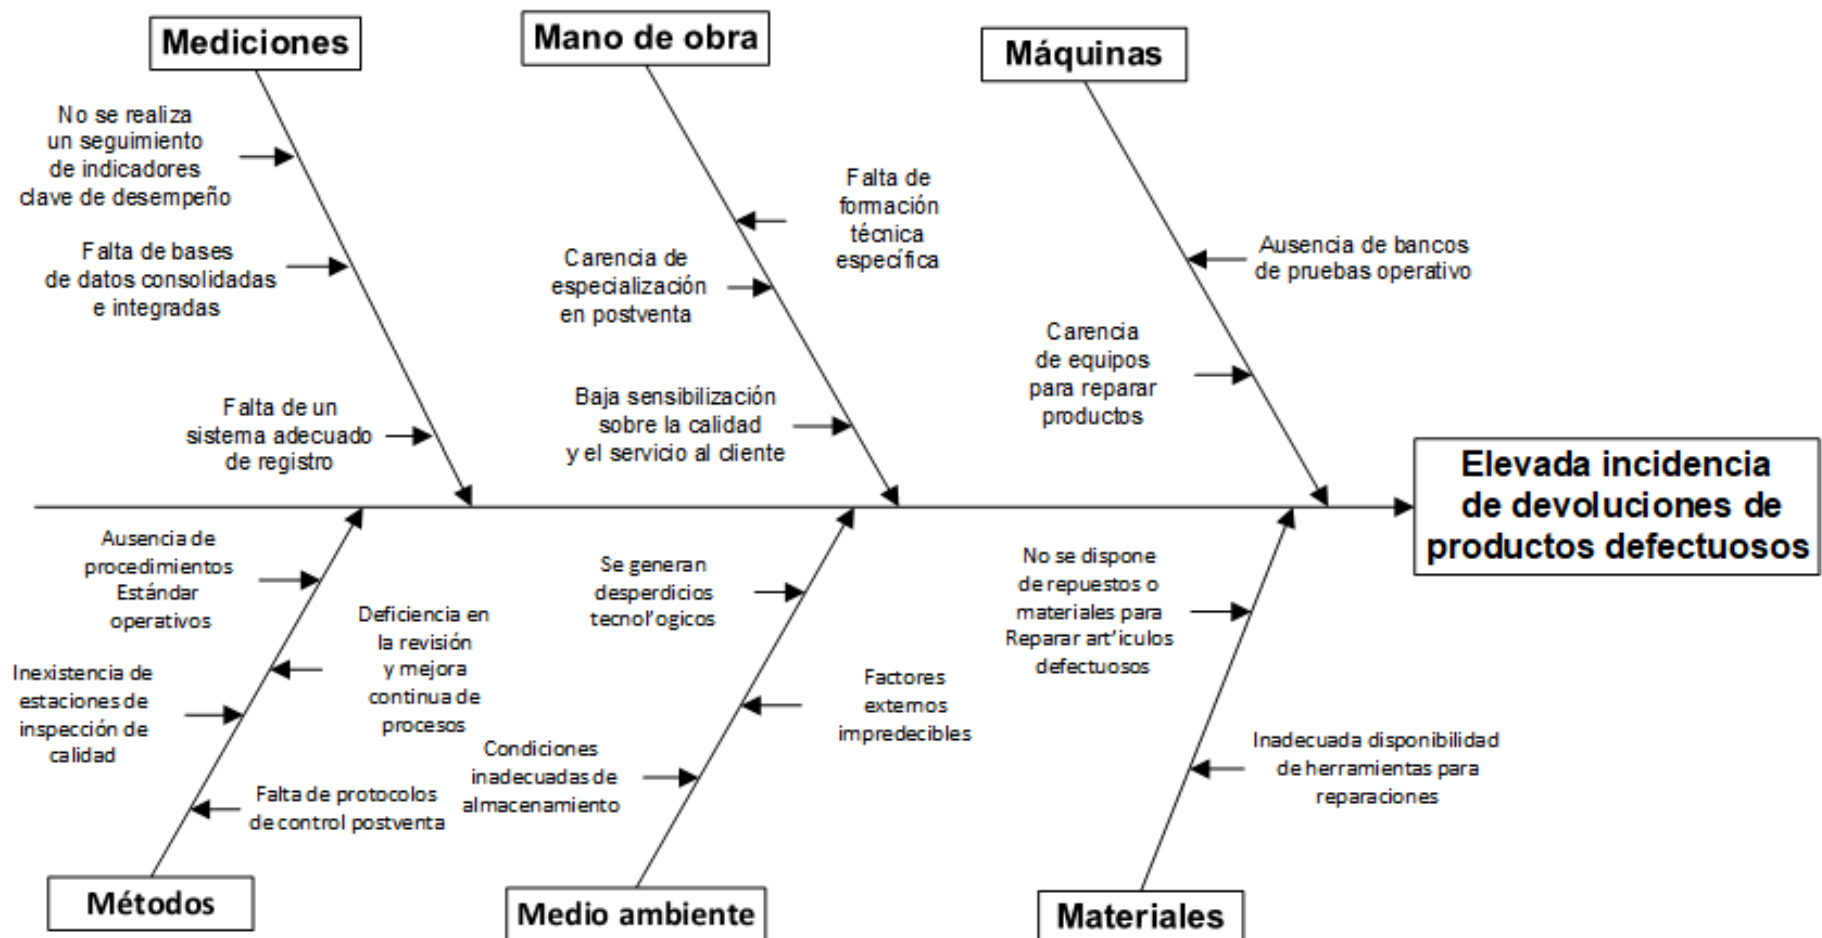 Mediciones
Mano de obra
Máquinas
No se realiza
un seguimiento
de indicadores
clave de desempeño
Falta de bases
de datos consolidadas
e integradas
Falta de un
sistema adecuado
de registro
Falta de
formación
técnica
específica
Carencia de
especialización
en postventa
Baja sensibilización
sobre la calidad
y el servicio al cliente
Ausencia de bancos
de pruebas operativo
Carencia
de equipos
para reparar
productos
Elevada incidencia
de devoluciones de
productos defectuosos
Ausencia de
procedimientos
Estándar
operativos
Deficiencia en
la revisión
y mejora
continua de
procesos
Inexistencia de
estaciones de
inspección de
calidad
Falta de protocolos
de control postventa
Se generan
desperdicios
tecnol'ogicos
Factores
externos
impredecibles
Condiciones
inadecuadas de
almacenamiento
No se dispone
de repuestos o
materiales para
Reparar art'iculos
defectuosos
Inadecuada disponibilidad
de herramientas para
reparaciones
Métodos
Medio ambiente
Materiales